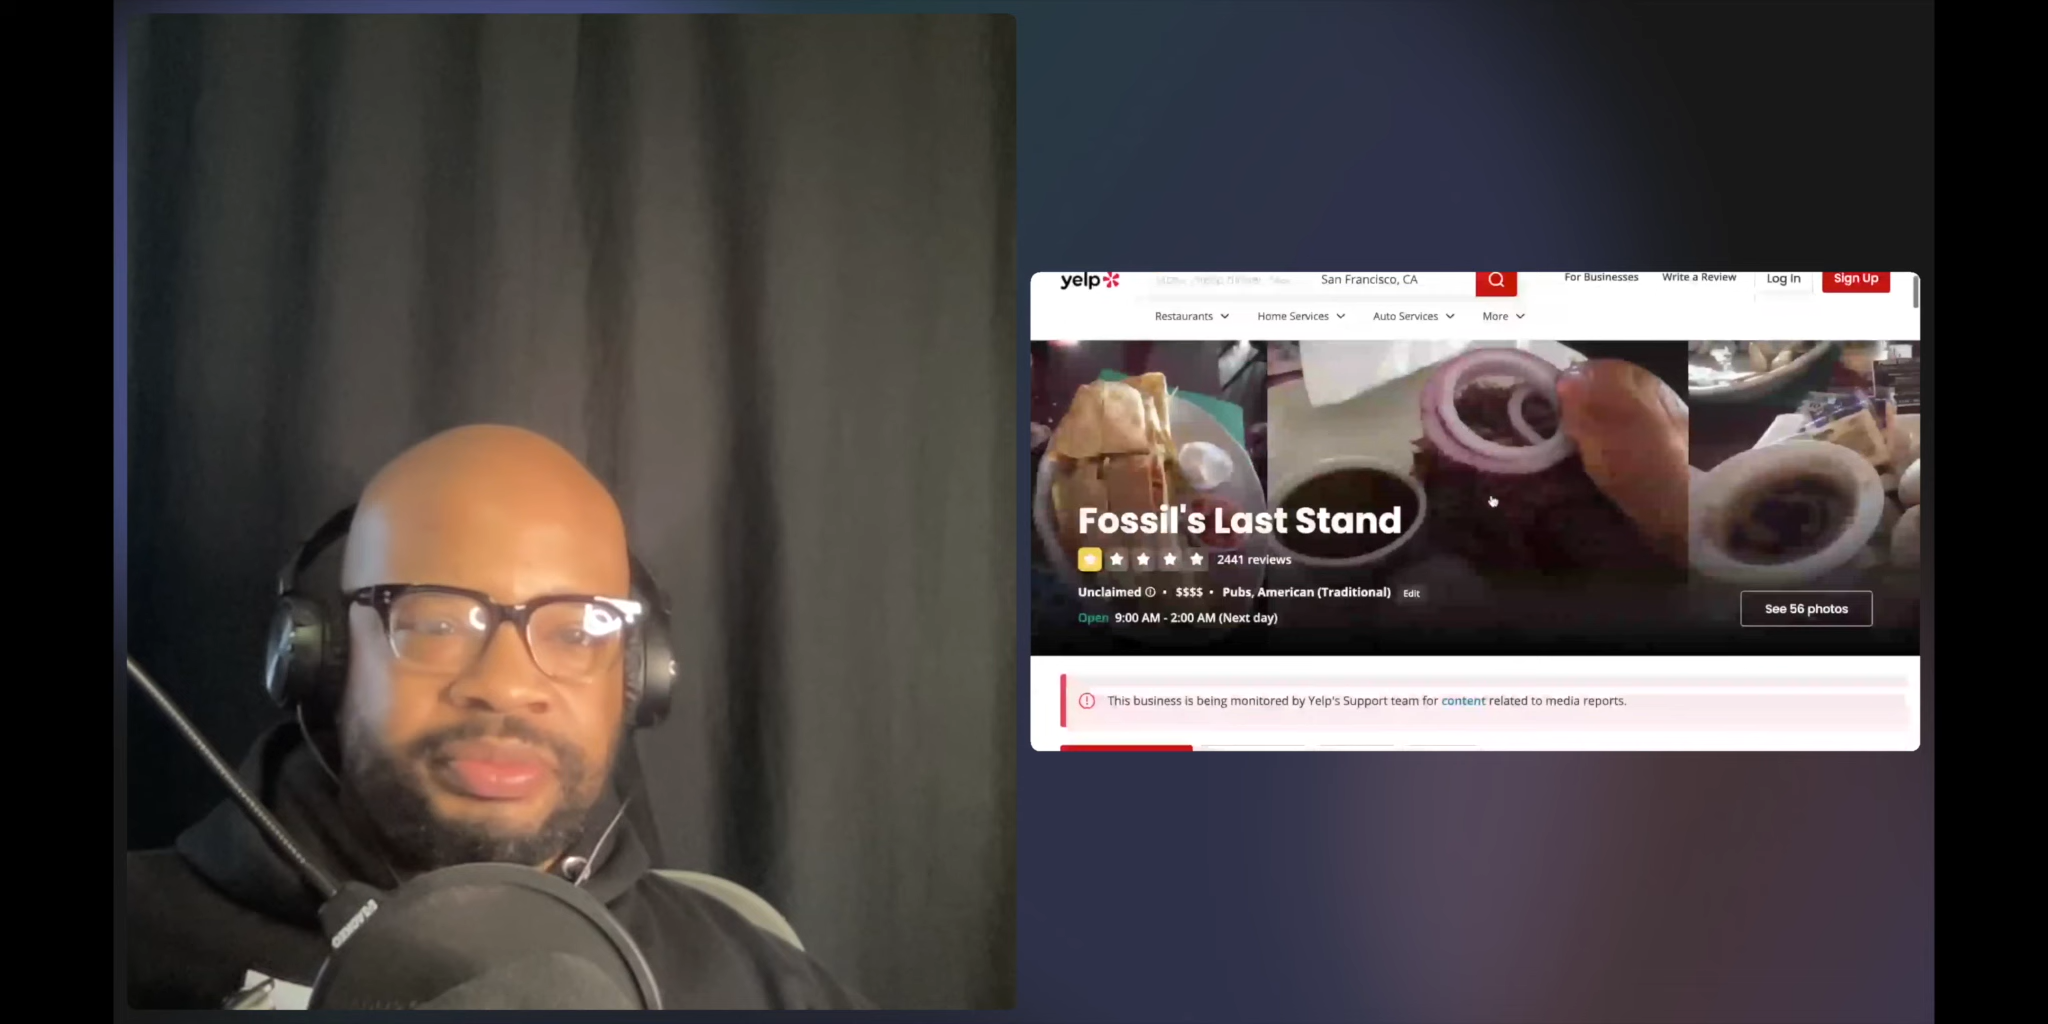 yelp
San Francisco, CA
For Businesses
Write a Review
Log In
Sign Up
Restaurants
Home Services
Auto Services
More
Fossil's Last Stand
2441 reviews
Unclaimed • $$$$ • Pubs, American (Traditional) Edit
Open 9:00 AM - 2:00 AM (Next day)
See 56 photos
This business is being monitored by Yelp's Support team for content related to media reports.